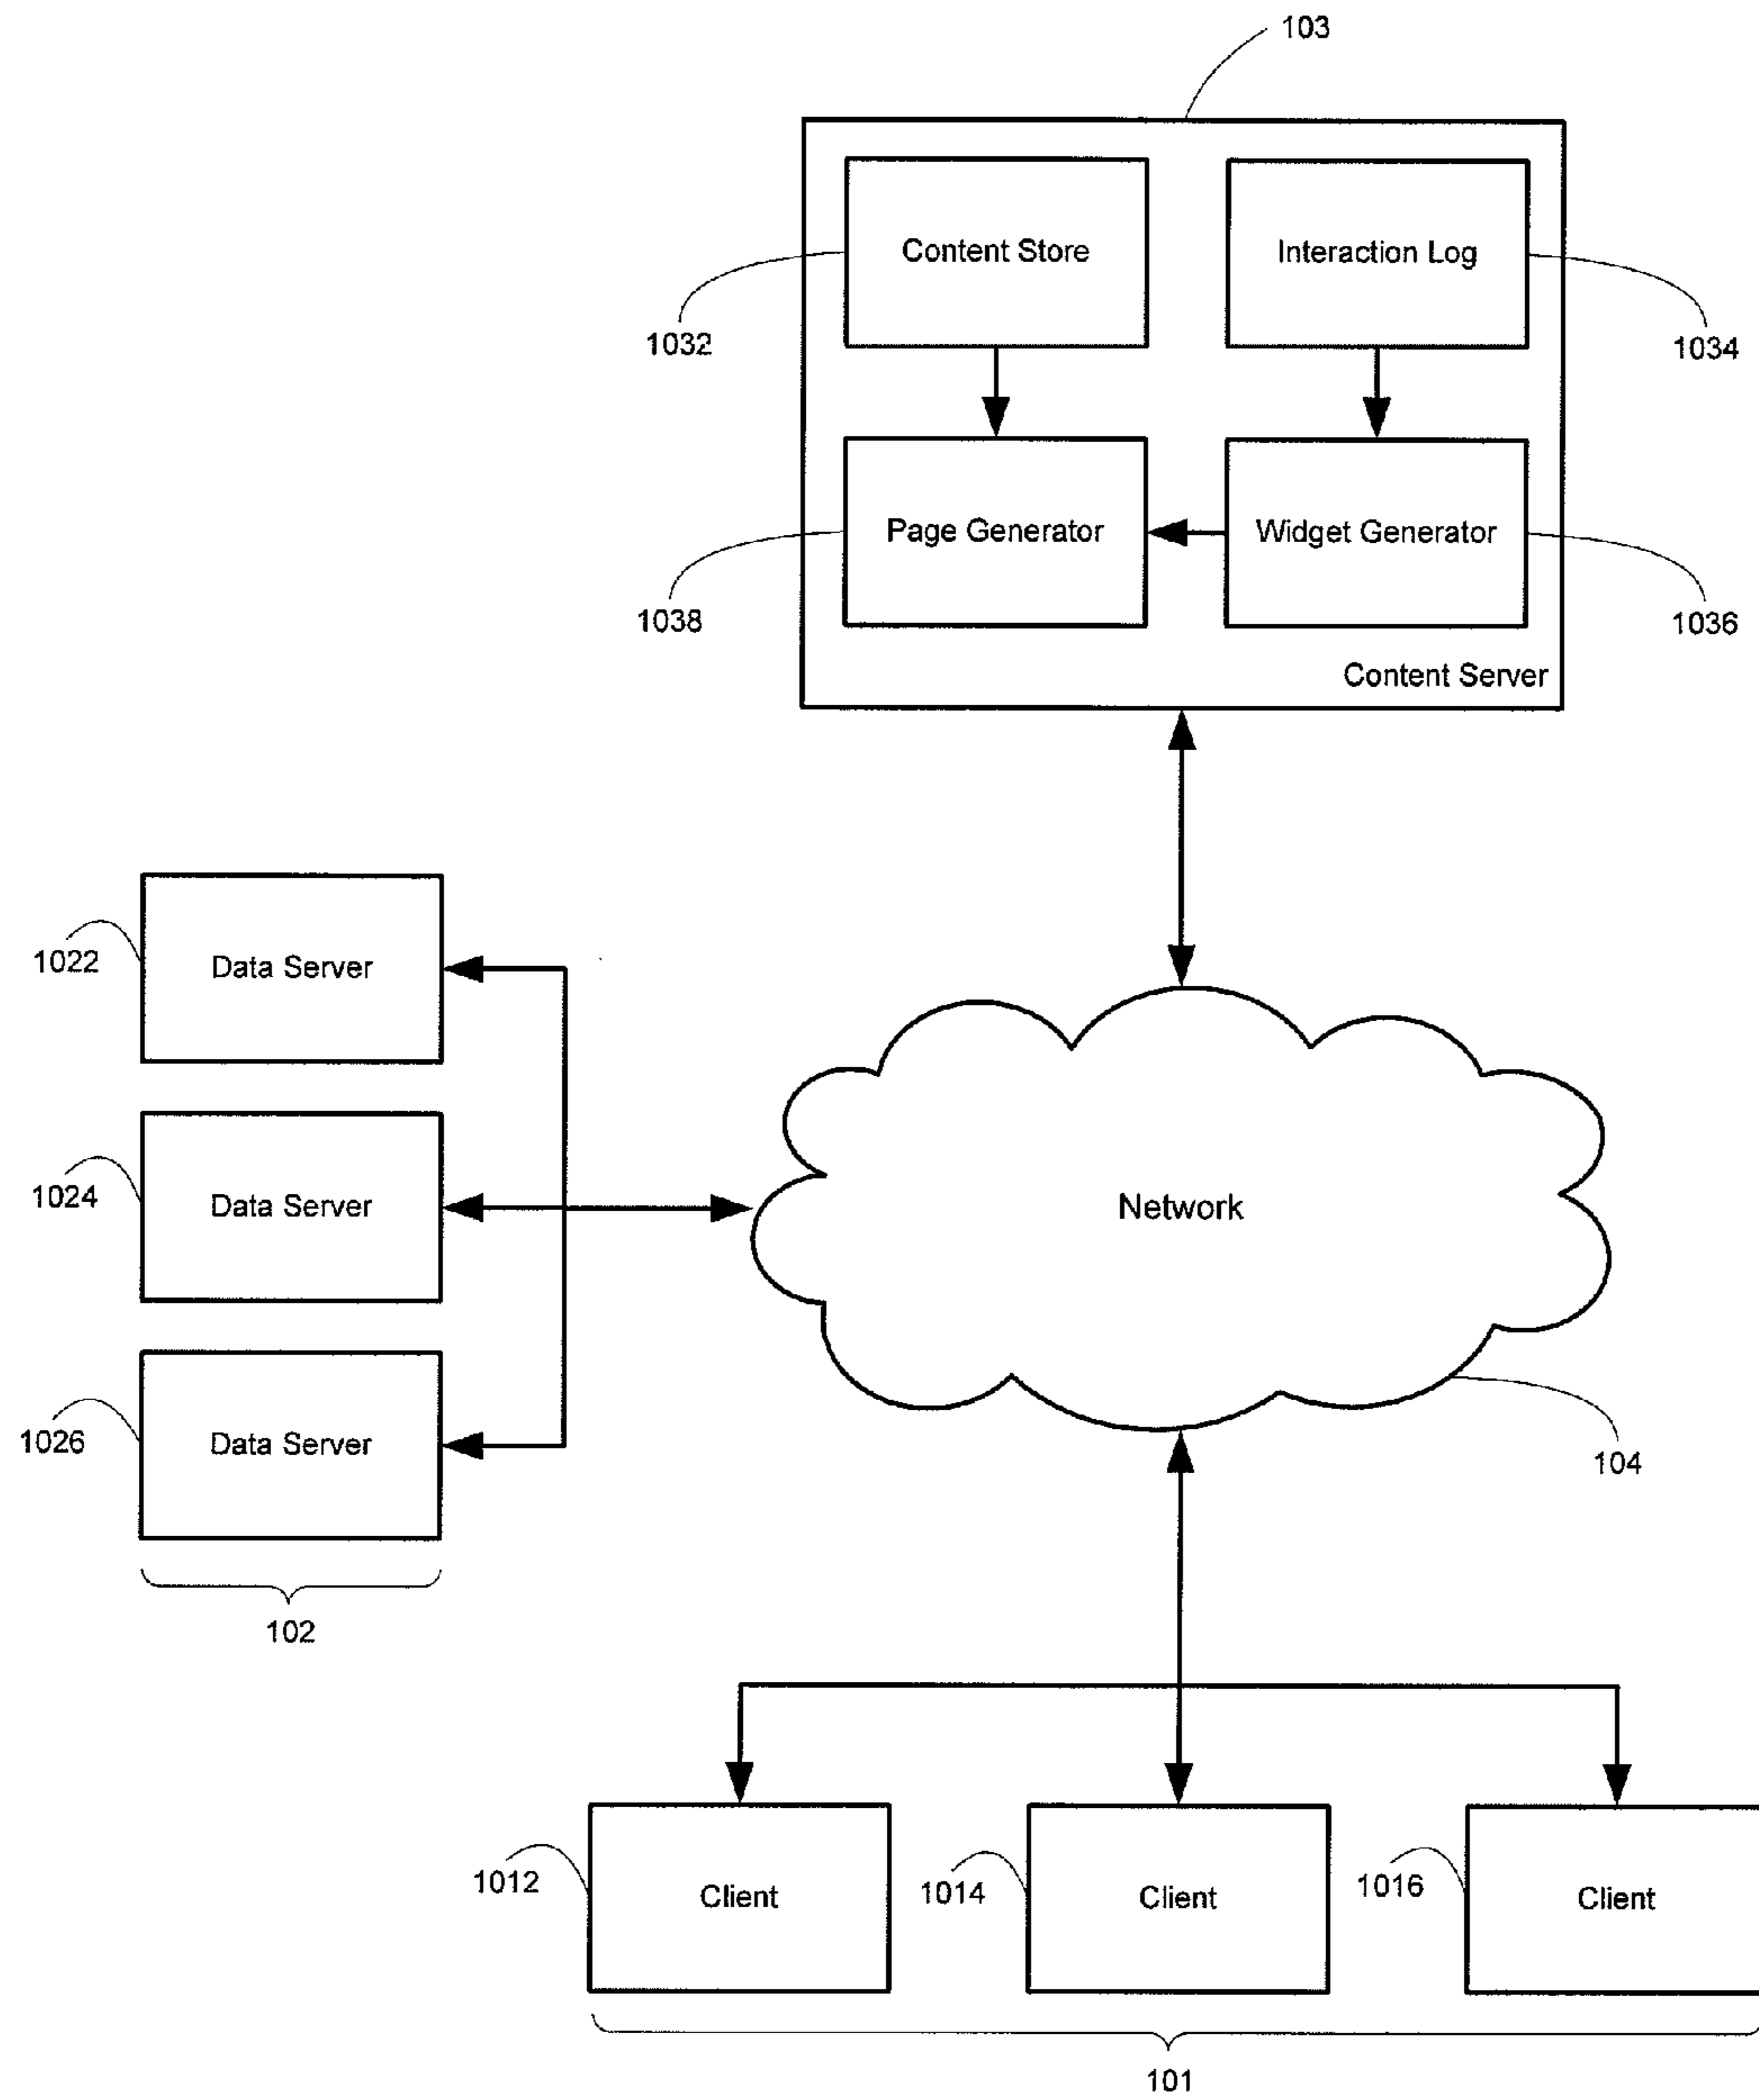 103
Content Store
Interaction Log
1032
1034
Page Generator
Widget Generator
1038
1036
Content Server
1022
Data Server
1024
Data Server
Network
1026
Data Server
104
102
1012
Client
1014
Client
1016
Client
101